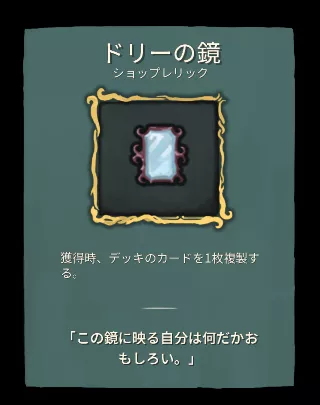 ドリーの鏡
ショップレリック
獲得時、デッキのカードを1枚複製す
る。
「この鏡に映る自分は何だかお
もしろい。」